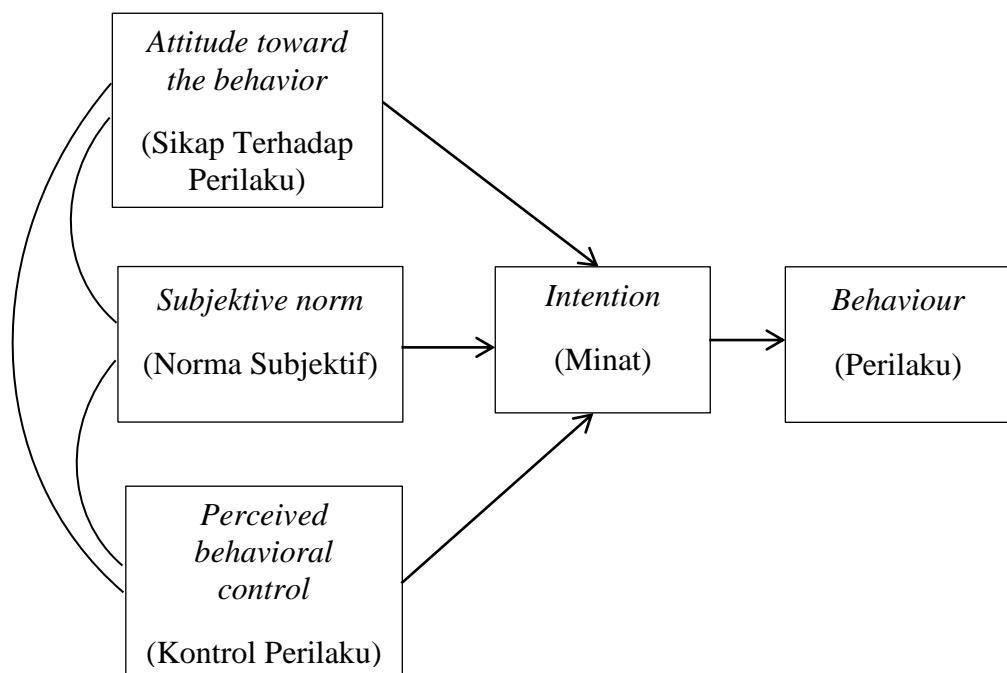 Attitude toward
the behavior
(Sikap Terhadap
Perilaku)
Subjektive norm
(Norma Subjektif)
Intention
(Minat)
Behaviour
(Perilaku)
Perceived
behavioral
control
(Kontrol Perilaku)